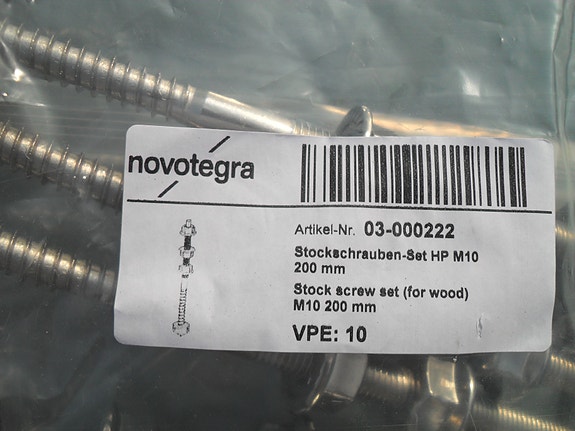 novotegra
Artikel-Nr. 03-000222
Stockschrauben-Set HP M10
200 mm
Stock screw set (for wood)
M10 200 mm
VPE: 10